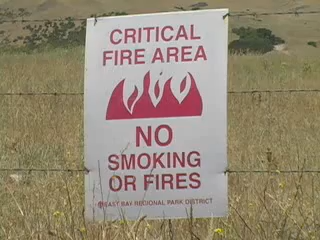 CRITICAL
FIRE AREA
NO
SMOKING
OR FIRES
EAST BAY REGIONAL PARK DISTRICT